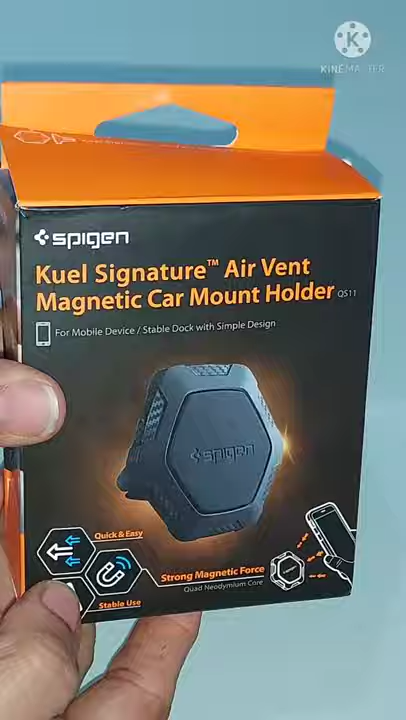 KINEMASTER
spigen
Kuel Signature™ Air Vent
Magnetic Car Mount Holder QS11
For Mobile Device / Stable Dock with Simple Design
spigen
Quick & Easy
Strong Magnetic Force
Quad Neodymium Core
Stable Use